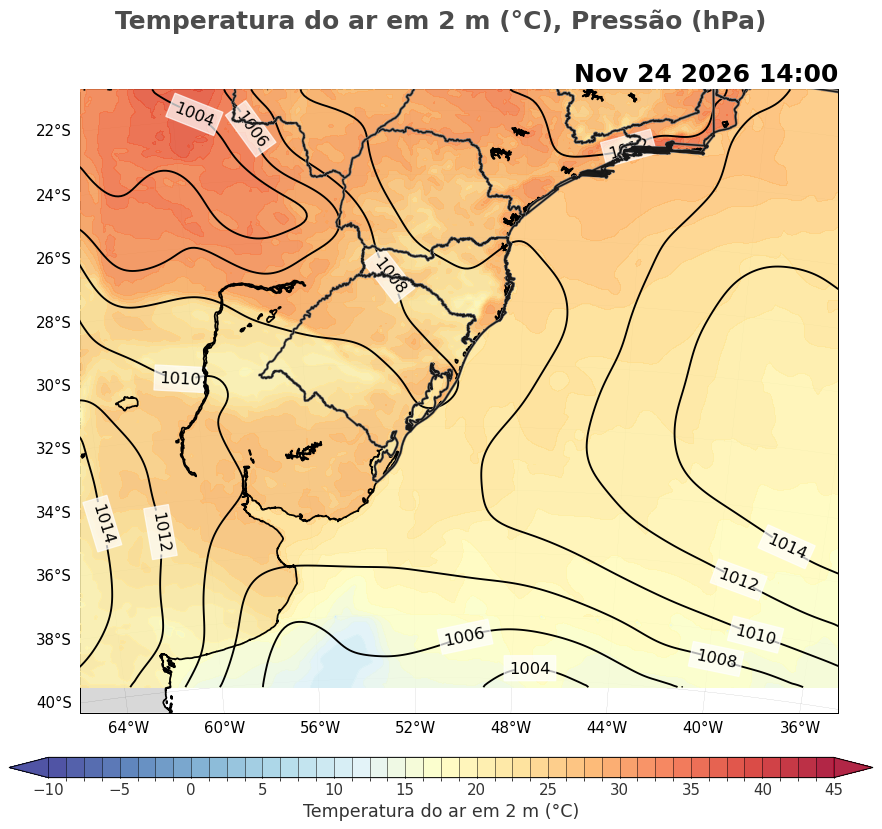 Temperatura do ar em 2 m (°C), Pressão (hPa)
Nov 24 2026 14:00
1004
1006
22°S
24°S
26°S
1008
28°S
1010
30°S
32°S
1014
1012
34°S
1014
36°S
1012
1010
38°S
1006
1008
1004
40°S
64°W 60°W 56°W 52°W 48°W 44°W 40°W 36°W
−10 −5 0 5 10 15 20 25 30 35 40 45
Temperatura do ar em 2 m (°C)